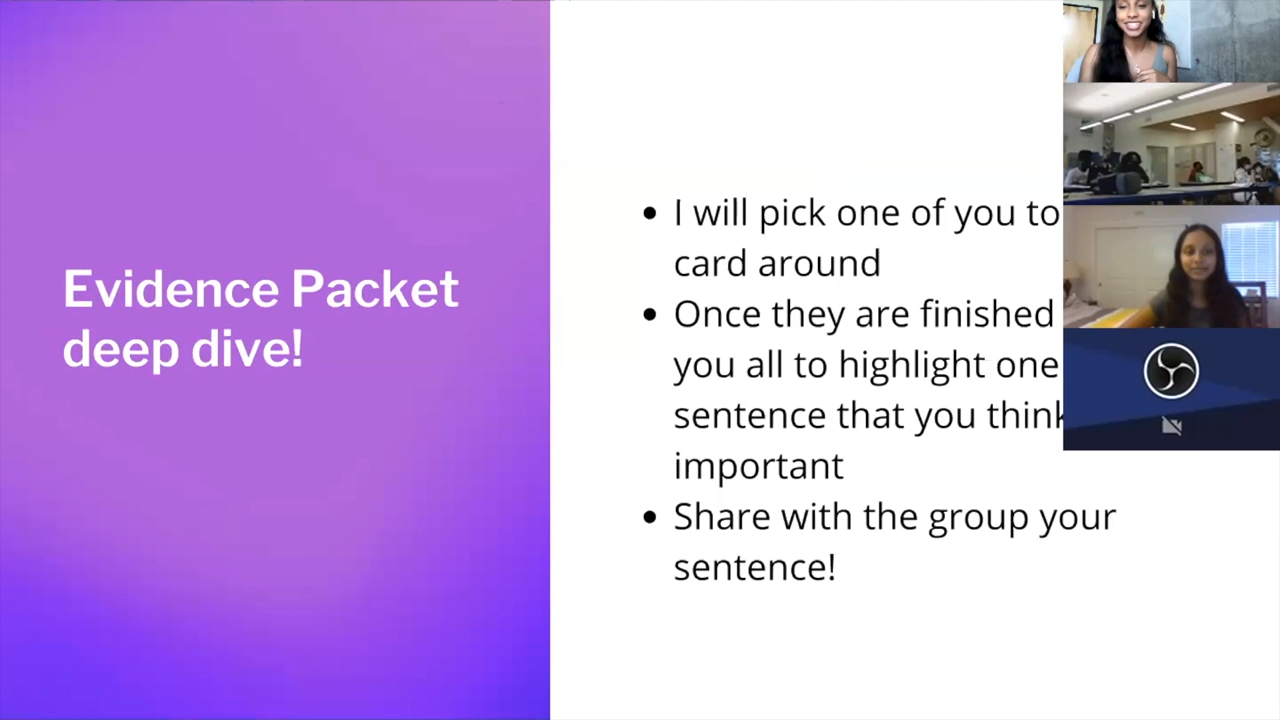 Evidence Packet
deep dive!
• I will pick one of you to
card around
• Once they are finished
you all to highlight one
sentence that you think
important
• Share with the group your
sentence!